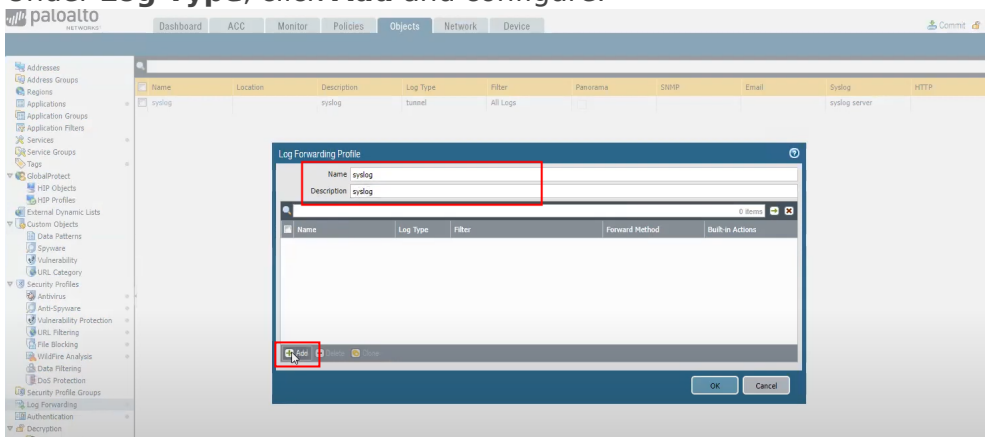 Under Log Type, click Add and configure:
paloalto
NETWORKS
Dashboard ACC Monitor Policies Objects Network Device
Commit
Addresses
Address Groups
Regions
Applications
Application Groups
Application Filters
Services
Service Groups
Tags
GlobalProtect
HIP Objects
HIP Profiles
External Dynamic Lists
Custom Objects
Data Patterns
Spyware
Vulnerability
URL Category
Security Profiles
Antivirus
Anti-Spyware
Vulnerability Protection
URL Filtering
File Blocking
WildFire Analysis
Data Filtering
DoS Protection
Security Profile Groups
Log Forwarding
Authentication
Decryption
Name Location Description Log Type Filter Panorama SNMP Email Syslog HTTP
syslog syslog tunnel All Logs syslog server
Log Forwarding Profile
Name syslog
Description syslog
0 items
Name Log Type Filter Forward Method Built-in Actions
Add Delete Clone
OK Cancel